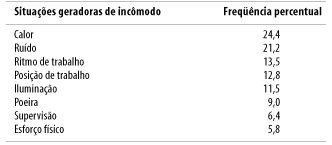 Situações geradoras de incômodo Freqüência percentual
Calor 24,4
Ruído 21,2
Ritmo de trabalho 13,5
Posição de trabalho 12,8
Iluminação 11,5
Poeira 9,0
Supervisão 6,4
Esforço físico 5,8